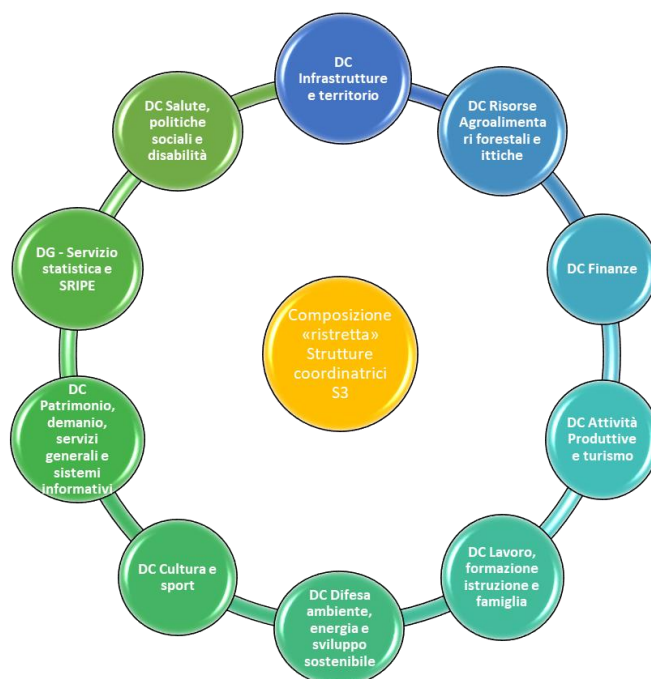 DC
Infrastrutture
e territorio
DC Risorse
Agroalimenta
ri forestali e
ittiche
DC Finanze
DC Attività
Produttive
e turismo
DC Lavoro,
formazione
istruzione e
famiglia
DC Difesa
ambiente,
energia e
sviluppo
sostenibile
DC Cultura e
sport
DC
Patrimonio,
demanio,
servizi
generali e
sistemi
informativi
DG - Servizio
statistica e
SRIPE
DC Salute,
politiche
sociali e
disabilità
Composizione
«ristretta»
Strutture
coordinatrici
S3